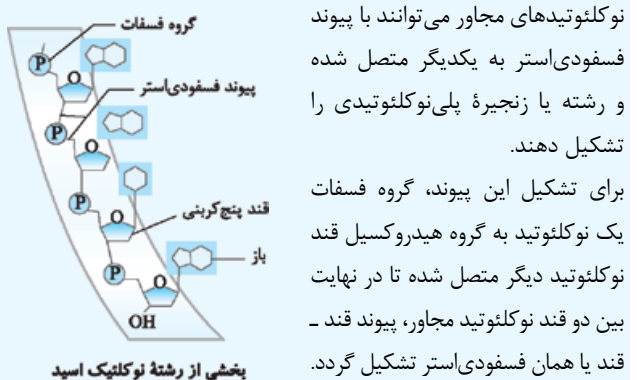 نوکلئوتیدهای مجاور می‌توانند با پیوند
فسفودی‌استر به یکدیگر متصل شده
و رشته یا زنجیرهٔ پلی‌نوکلئوتیدی را
تشکیل دهند.
برای تشکیل این پیوند، گروه فسفات
یک نوکلئوتید به گروه هیدروکسیل قند
نوکلئوتید دیگر متصل شده تا در نهایت
بین دو قند نوکلئوتید مجاور، پیوند قند ـ
قند یا همان فسفودی‌استر تشکیل گردد.
گروه فسفات
P
O
پیوند فسفودی‌استر
P
O
P
O
قند پنج‌کربنی
باز
P
O
OH
بخشی از رشتهٔ نوکلئیک اسید